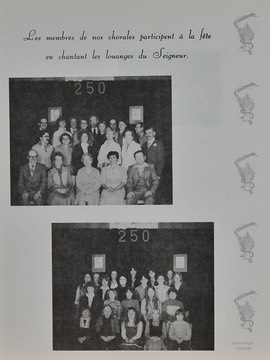 Les membres de nos chorales participent à la fête
en chantant les louanges du Seigneur.
250
250